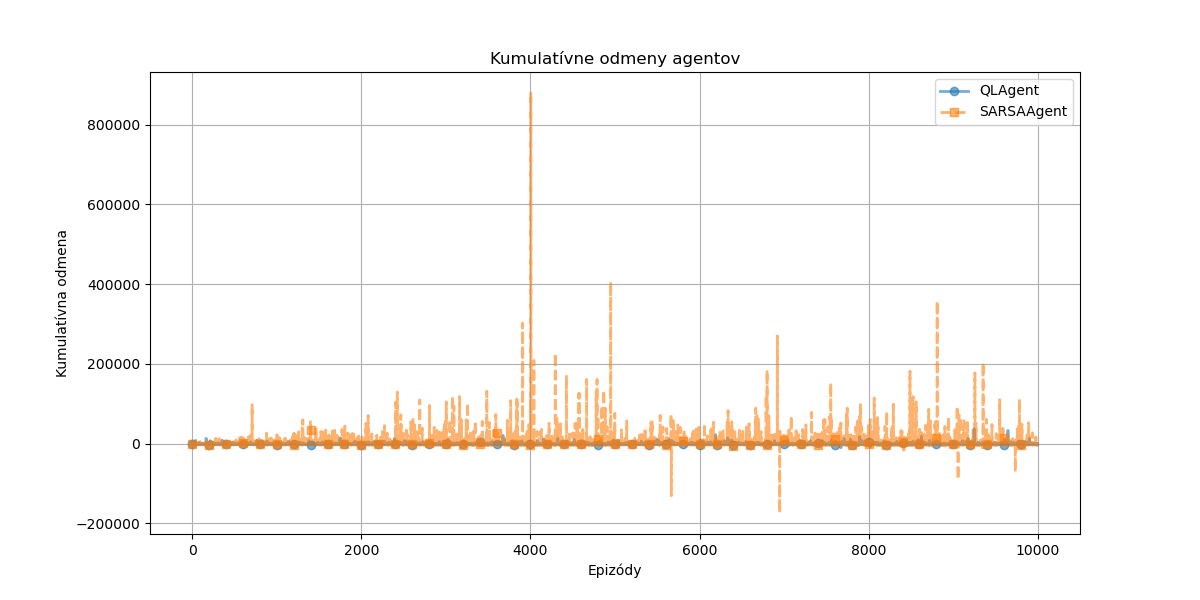 Kumulatívne odmeny agentov
QLAgent
SARSAAgent
800000
600000
400000
200000
0
−200000
Kumulatívna odmena
0 2000 4000 6000 8000 10000
Epizódy